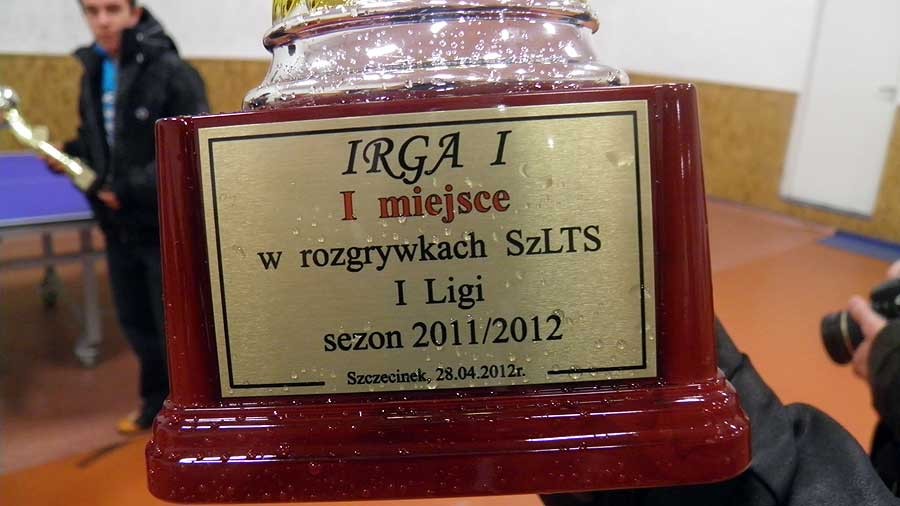 IRGA I
I miejsce
w rozgrywkach SzLTS
I Ligi
sezon 2011/2012
Szczecinek, 28.04.2012r.